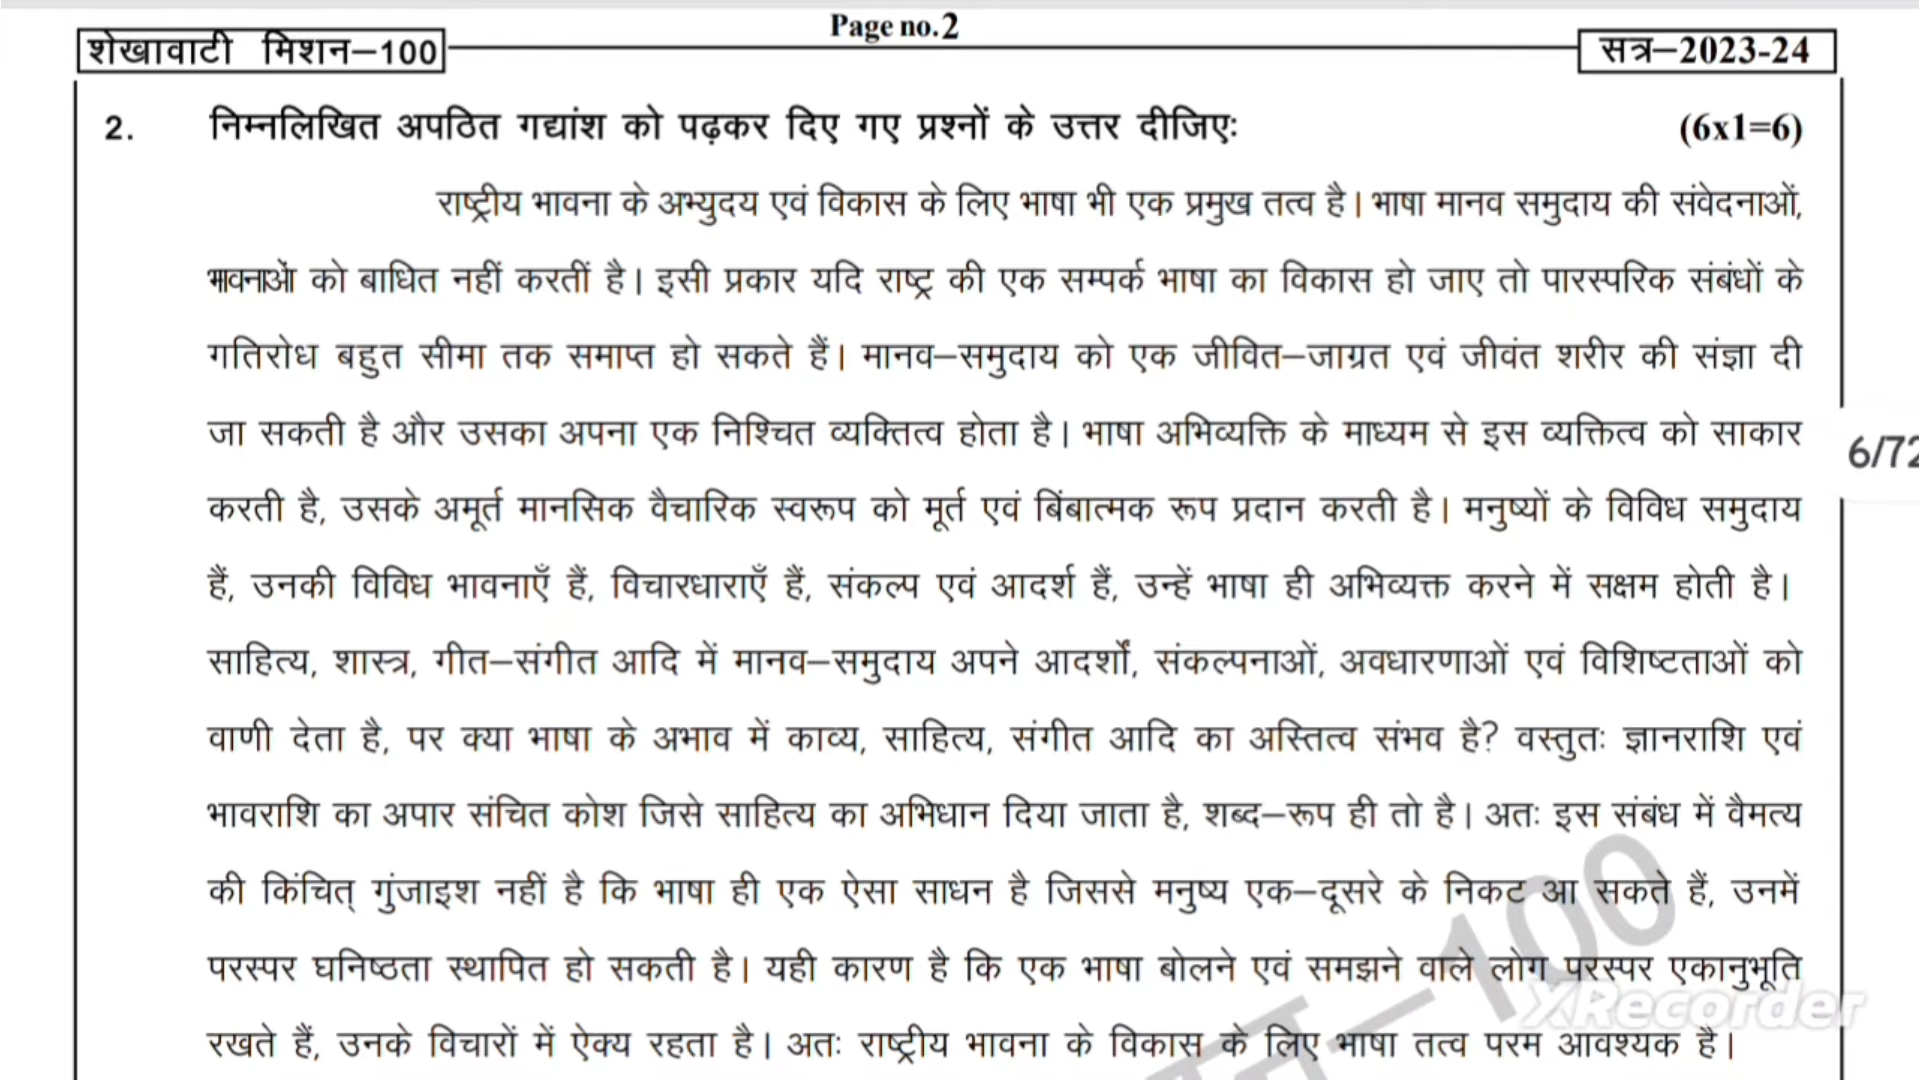 Page no.2
शेखावाटी मिशन–100
सत्र–2023-24
2. निम्नलिखित अपठित गद्यांश को पढ़कर दिए गए प्रश्नों के उत्तर दीजिएः (6x1=6)
राष्ट्रीय भावना के अभ्युदय एवं विकास के लिए भाषा भी एक प्रमुख तत्व है। भाषा मानव समुदाय की संवेदनाओं,
भावनाओं को बाधित नहीं करतीं है। इसी प्रकार यदि राष्ट्र की एक सम्पर्क भाषा का विकास हो जाए तो पारस्परिक संबंधों के
गतिरोध बहुत सीमा तक समाप्त हो सकते हैं। मानव–समुदाय को एक जीवित–जाग्रत एवं जीवंत शरीर की संज्ञा दी
जा सकती है और उसका अपना एक निश्चित व्यक्तित्व होता है। भाषा अभिव्यक्ति के माध्यम से इस व्यक्तित्व को साकार
6/72
करती है, उसके अमूर्त मानसिक वैचारिक स्वरूप को मूर्त एवं बिंबात्मक रूप प्रदान करती है। मनुष्यों के विविध समुदाय
हैं, उनकी विविध भावनाएँ हैं, विचारधाराएँ हैं, संकल्प एवं आदर्श हैं, उन्हें भाषा ही अभिव्यक्त करने में सक्षम होती है।
साहित्य, शास्त्र, गीत–संगीत आदि में मानव–समुदाय अपने आदर्शों, संकल्पनाओं, अवधारणाओं एवं विशिष्टताओं को
वाणी देता है, पर क्या भाषा के अभाव में काव्य, साहित्य, संगीत आदि का अस्तित्व संभव है? वस्तुतः ज्ञानराशि एवं
भावराशि का अपार संचित कोश जिसे साहित्य का अभिधान दिया जाता है, शब्द–रूप ही तो है। अतः इस संबंध में वैमत्य
की किंचित् गुंजाइश नहीं है कि भाषा ही एक ऐसा साधन है जिससे मनुष्य एक–दूसरे के निकट आ सकते हैं, उनमें
परस्पर घनिष्ठता स्थापित हो सकती है। यही कारण है कि एक भाषा बोलने एवं समझने वाले लोग परस्पर एकानुभूति
रखते हैं, उनके विचारों में ऐक्य रहता है। अतः राष्ट्रीय भावना के विकास के लिए भाषा तत्व परम आवश्यक है।
–100
XRecorder